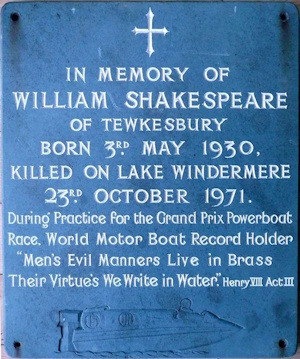 IN MEMORY OF
WILLIAM SHAKESPEARE
OF TEWKESBURY
BORN 3RD MAY 1930,
KILLED ON LAKE WINDERMERE
23RD OCTOBER 1971.
During Practice for the Grand Prix Powerboat
Race. World Motor Boat Record Holder
"Men's Evil Manners Live in Brass
Their Virtue's We Write in Water." Henry VIII Act III